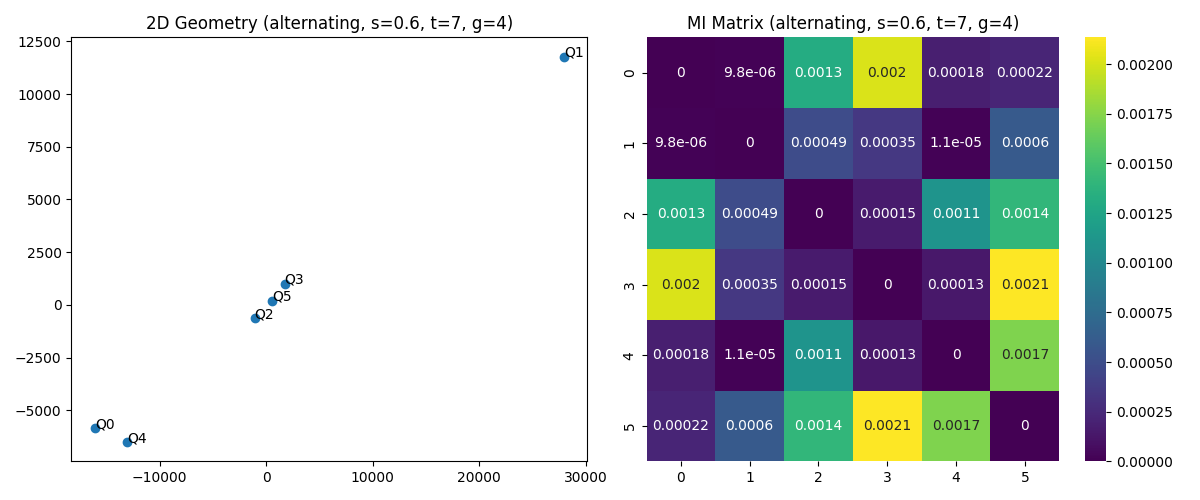 2D Geometry (alternating, s=0.6, t=7, g=4)
12500
10000
7500
5000
2500
0
−2500
−5000
−10000
0
10000
20000
30000
Q1
Q3
Q5
Q2
Q0
Q4
MI Matrix (alternating, s=0.6, t=7, g=4)
0 0 9.8e-06 0.0013 0.002 0.00018 0.00022
1 9.8e-06 0 0.00049 0.00035 1.1e-05 0.0006
2 0.0013 0.00049 0 0.00015 0.0011 0.0014
3 0.002 0.00035 0.00015 0 0.00013 0.0021
4 0.00018 1.1e-05 0.0011 0.00013 0 0.0017
5 0.00022 0.0006 0.0014 0.0021 0.0017 0
0 1 2 3 4 5
0.00200
0.00175
0.00150
0.00125
0.00100
0.00075
0.00050
0.00025
0.00000